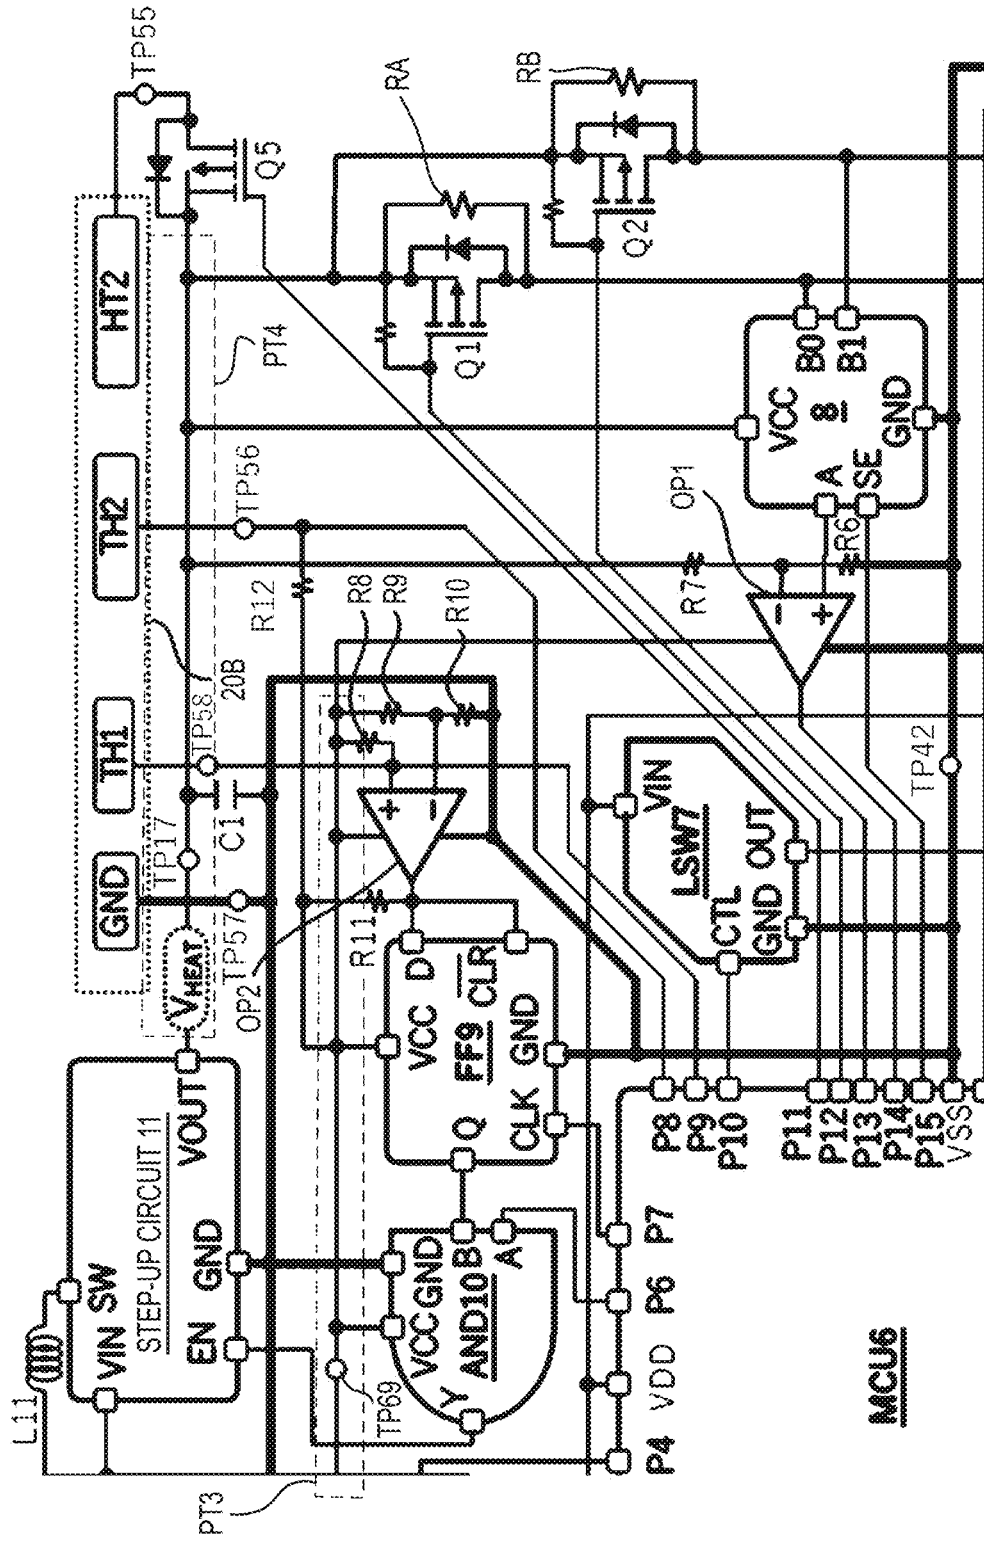 L11
STEP-UP CIRCUIT 11
SW
VIN
EN
GND
VOUT
VHEAT
GND
TH1
TH2
HT2
20B
PT4
TP17
TP57
C1
TP58
TP56
TP55
Q5
R12
R8
R9
R10
R11
OP2
RA
RB
Q1
Q2
PT3
TP69
VCC
GND
AND10
B
A
Y
VCC
D
CLR
FF9
Q
CLK
GND
VIN
LSW7
CTL
GND
OUT
OP1
R7
R6
VCC
8
A
SE
GND
B0
B1
TP42
P4
VDD
P6
P7
P8
P9
P10
P11
P12
P13
P14
P15
VSS
MCU6